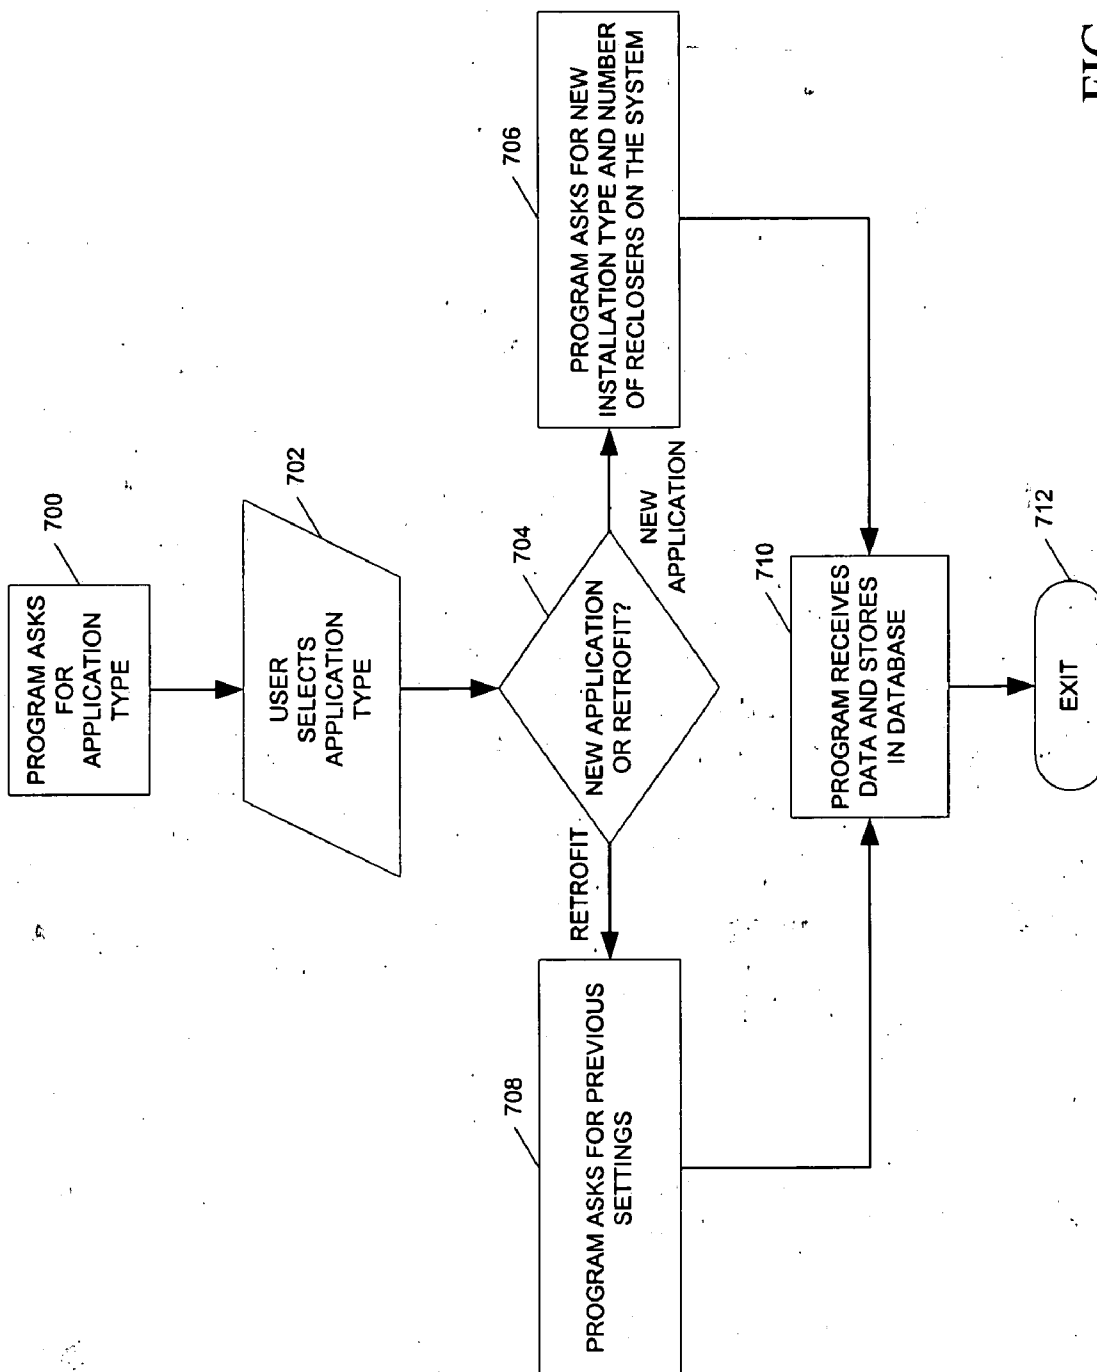 700
PROGRAM ASKS
FOR
APPLICATION
TYPE
702
USER
SELECTS
APPLICATION
TYPE
704
NEW APPLICATION
OR RETROFIT?
RETROFIT
NEW
APPLICATION
708
PROGRAM ASKS FOR PREVIOUS
SETTINGS
706
PROGRAM ASKS FOR NEW
INSTALLATION TYPE AND NUMBER
OF RECLOSERS ON THE SYSTEM
710
PROGRAM RECEIVES
DATA AND STORES
IN DATABASE
712
EXIT
FIG